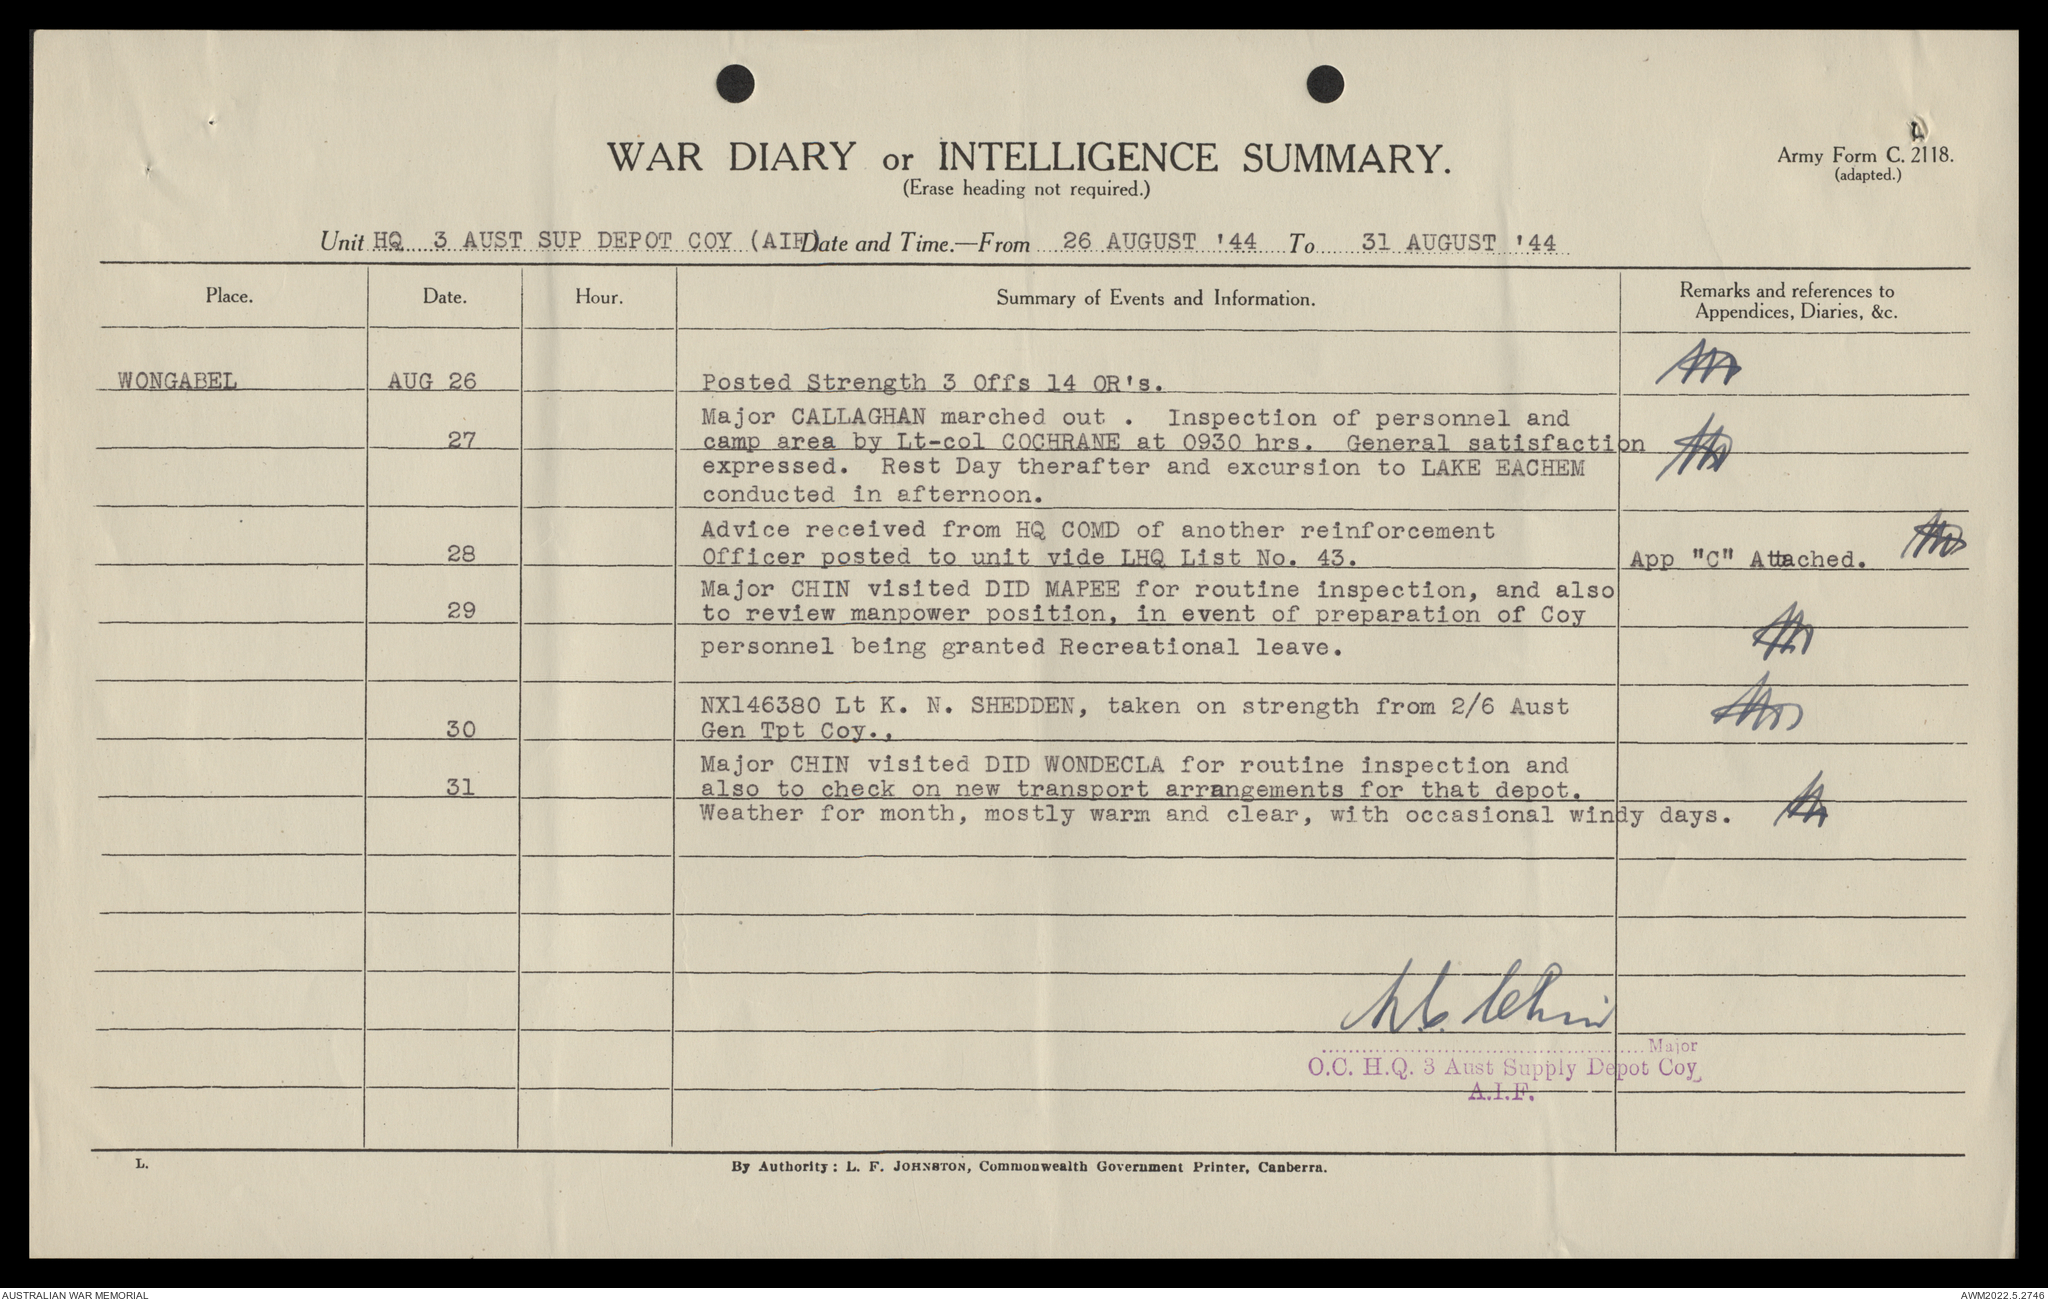 WAR DIARY or INTELLIGENCE SUMMARY.
(Erase heading not required.)
Army Form C. 2118.
(adapted.)
Unit HQ 3 AUST SUP DEPOT COY (AIF) Date and Time.—From 26 AUGUST '44 To 31 AUGUST '44
Place. Date. Hour. Summary of Events and Information. Remarks and references to
Appendices, Diaries, &c.
WONGABEL AUG 26 Posted Strength 3 Offs 14 OR's.
Major CALLAGHAN marched out . Inspection of personnel and
27 camp area by Lt-col COCHRANE at 0930 hrs. General satisfaction
expressed. Rest Day therafter and excursion to LAKE EACHEM
conducted in afternoon.
Advice received from HQ COMD of another reinforcement
28 Officer posted to unit vide LHQ List No. 43. App "C" Attached.
Major CHIN visited DID MAPEE for routine inspection, and also
29 to review manpower position, in event of preparation of Coy
personnel being granted Recreational leave.
NX146380 Lt K. N. SHEDDEN, taken on strength from 2/6 Aust
30 Gen Tpt Coy.,
Major CHIN visited DID WONDECLA for routine inspection and
31 also to check on new transport arrangements for that depot.
Weather for month, mostly warm and clear, with occasional windy days.
Chin
Major
O.C. H.Q. 3 Aust Supply Depot Coy
A.I.F.
L.
By Authority: L. F. JOHNSTON, Commonwealth Government Printer, Canberra.
AUSTRALIAN WAR MEMORIAL
AWM2022.5.2746